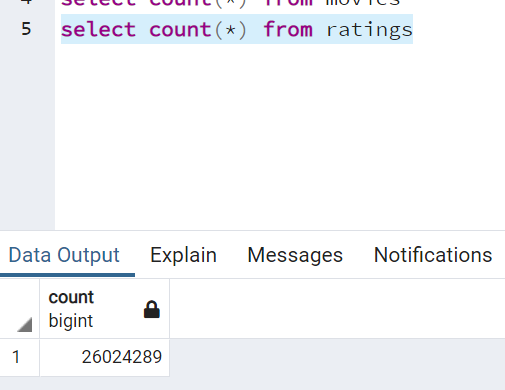 4 select count(*) from movies
5 select count(*) from ratings
Data Output Explain Messages Notifications
count
bigint
1 26024289